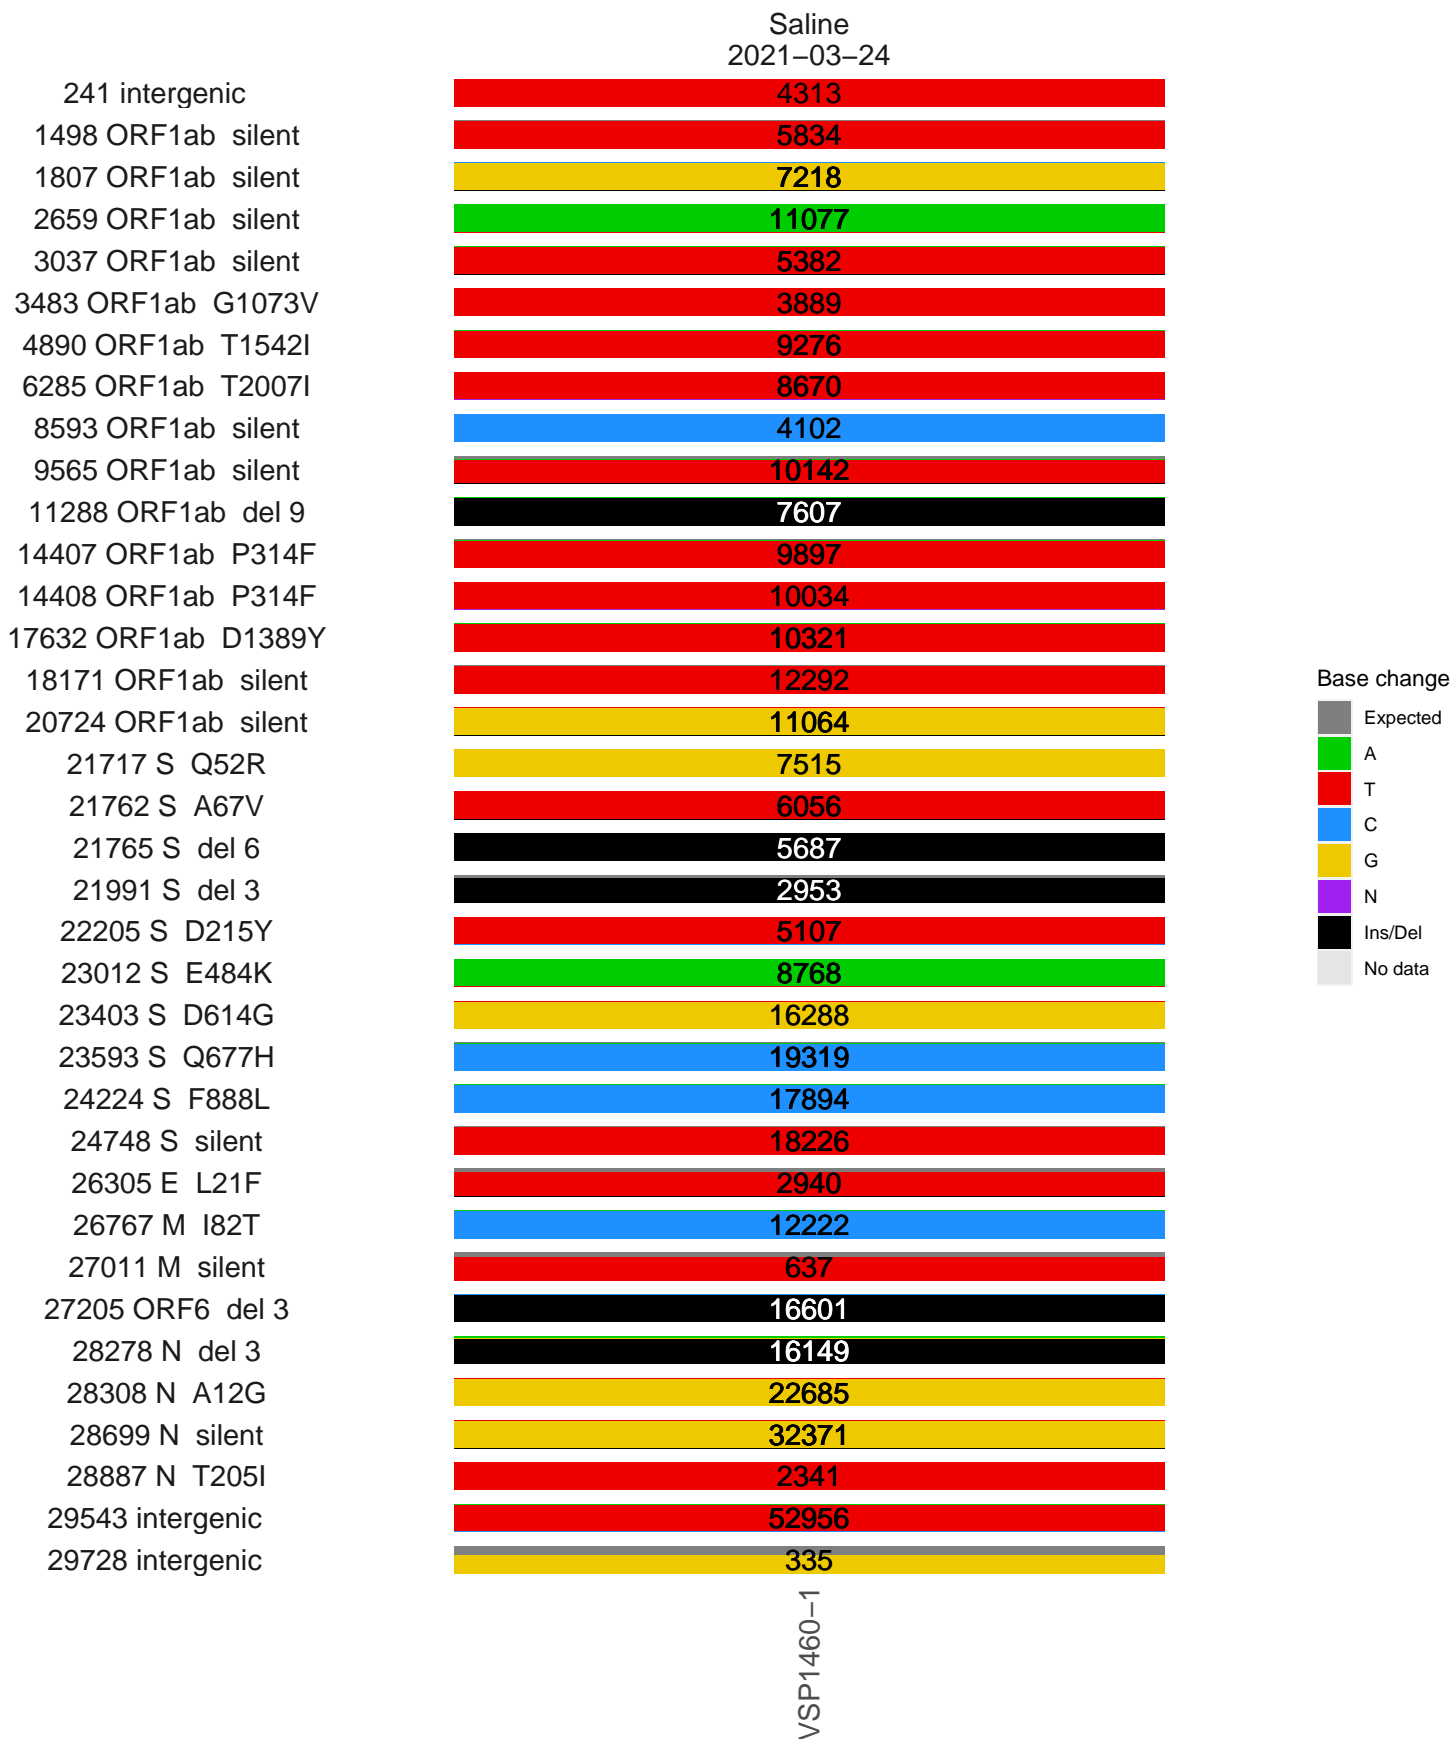 Saline
2021−03−24
241 intergenic 4313
1498 ORF1ab silent 5834
1807 ORF1ab silent 7218
2659 ORF1ab silent 11077
3037 ORF1ab silent 5382
3483 ORF1ab G1073V 3889
4890 ORF1ab T1542I 9276
6285 ORF1ab T2007I 8670
8593 ORF1ab silent 4102
9565 ORF1ab silent 10142
11288 ORF1ab del 9 7607
14407 ORF1ab P314F 9897
14408 ORF1ab P314F 10034
17632 ORF1ab D1389Y 10321
18171 ORF1ab silent 12292
20724 ORF1ab silent 11064
21717 S Q52R 7515
21762 S A67V 6056
21765 S del 6 5687
21991 S del 3 2953
22205 S D215Y 5107
23012 S E484K 8768
23403 S D614G 16288
23593 S Q677H 19319
24224 S F888L 17894
24748 S silent 18226
26305 E L21F 2940
26767 M I82T 12222
27011 M silent 637
27205 ORF6 del 3 16601
28278 N del 3 16149
28308 N A12G 22685
28699 N silent 32371
28887 N T205I 2341
29543 intergenic 52956
29728 intergenic 335
VSP1460−1
Base change
Expected
A
T
C
G
N
Ins/Del
No data